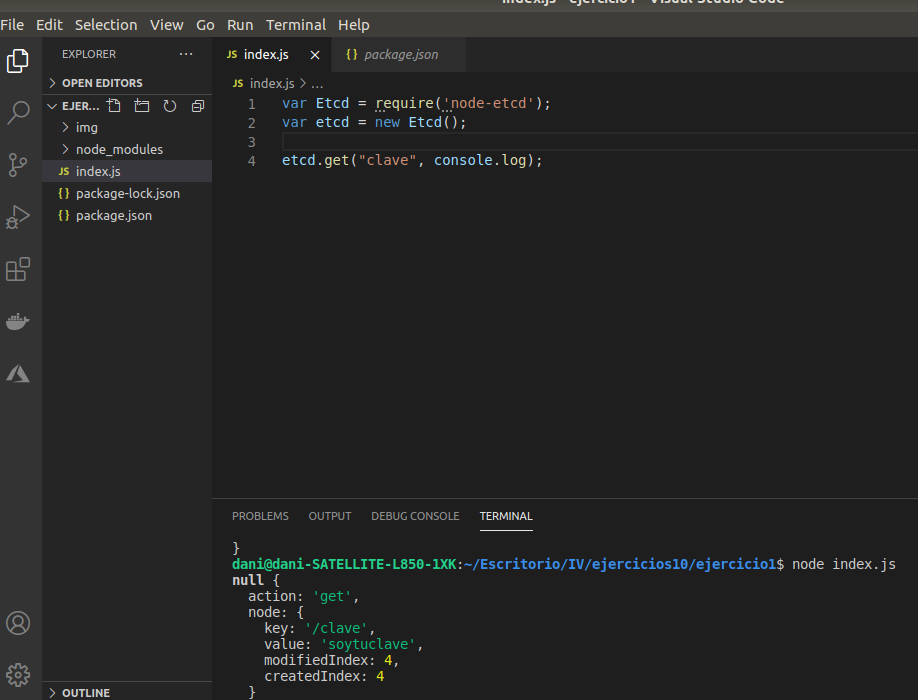 index.js - ejercicio1 - Visual Studio Code
File Edit Selection View Go Run Terminal Help
EXPLORER ...
OPEN EDITORS
EJER...
img
node_modules
JS index.js
{} package-lock.json
{} package.json
OUTLINE
JS index.js × {} package.json
JS index.js > ...
1 var Etcd = require('node-etcd');
2 var etcd = new Etcd();
3
4 etcd.get("clave", console.log);
PROBLEMS OUTPUT DEBUG CONSOLE TERMINAL
}
dani@dani-SATELLITE-L850-1XK:~/Escritorio/IV/ejercicios10/ejercicio1$ node index.js
null {
action: 'get',
node: {
key: '/clave',
value: 'soytuclave',
modifiedIndex: 4,
createdIndex: 4
}